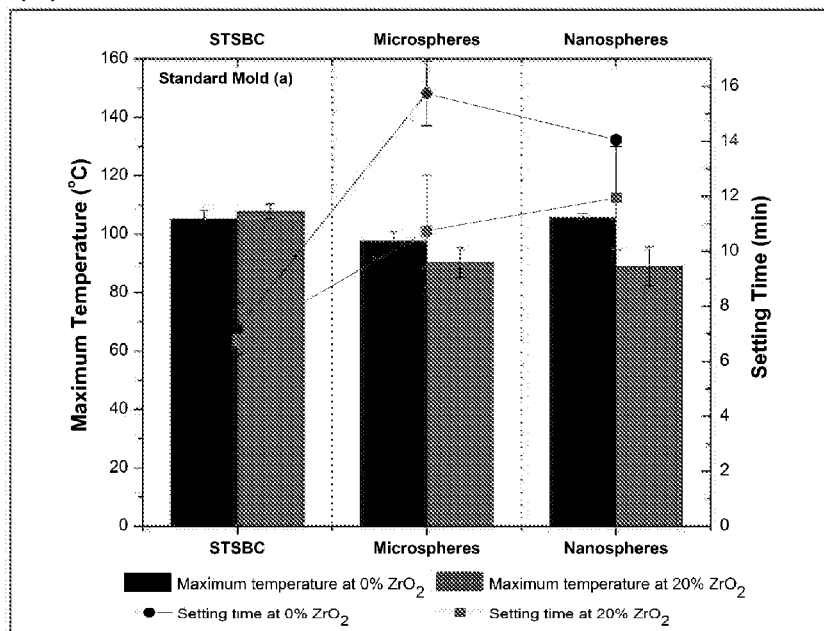 STSBC Microspheres Nanospheres
Standard Mold (a)
160
140
120
100
80
60
40
20
0
Maximum Temperature (°C)
16
14
12
10
8
6
4
2
0
Setting Time (min)
STSBC Microspheres Nanospheres
Maximum temperature at 0% ZrO₂ Maximum temperature at 20% ZrO₂
Setting time at 0% ZrO₂ Setting time at 20% ZrO₂